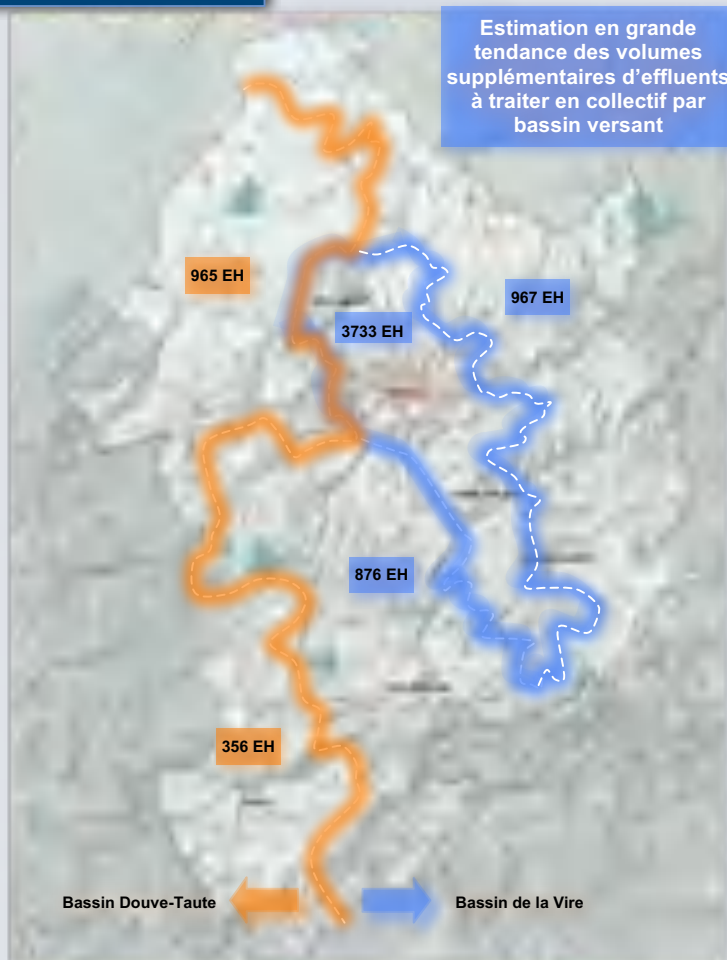 Estimation en grande
tendance des volumes
supplémentaires d'effluents
à traiter en collectif par
bassin versant
965 EH
967 EH
3733 EH
876 EH
356 EH
Bassin Douve-Taute
Bassin de la Vire